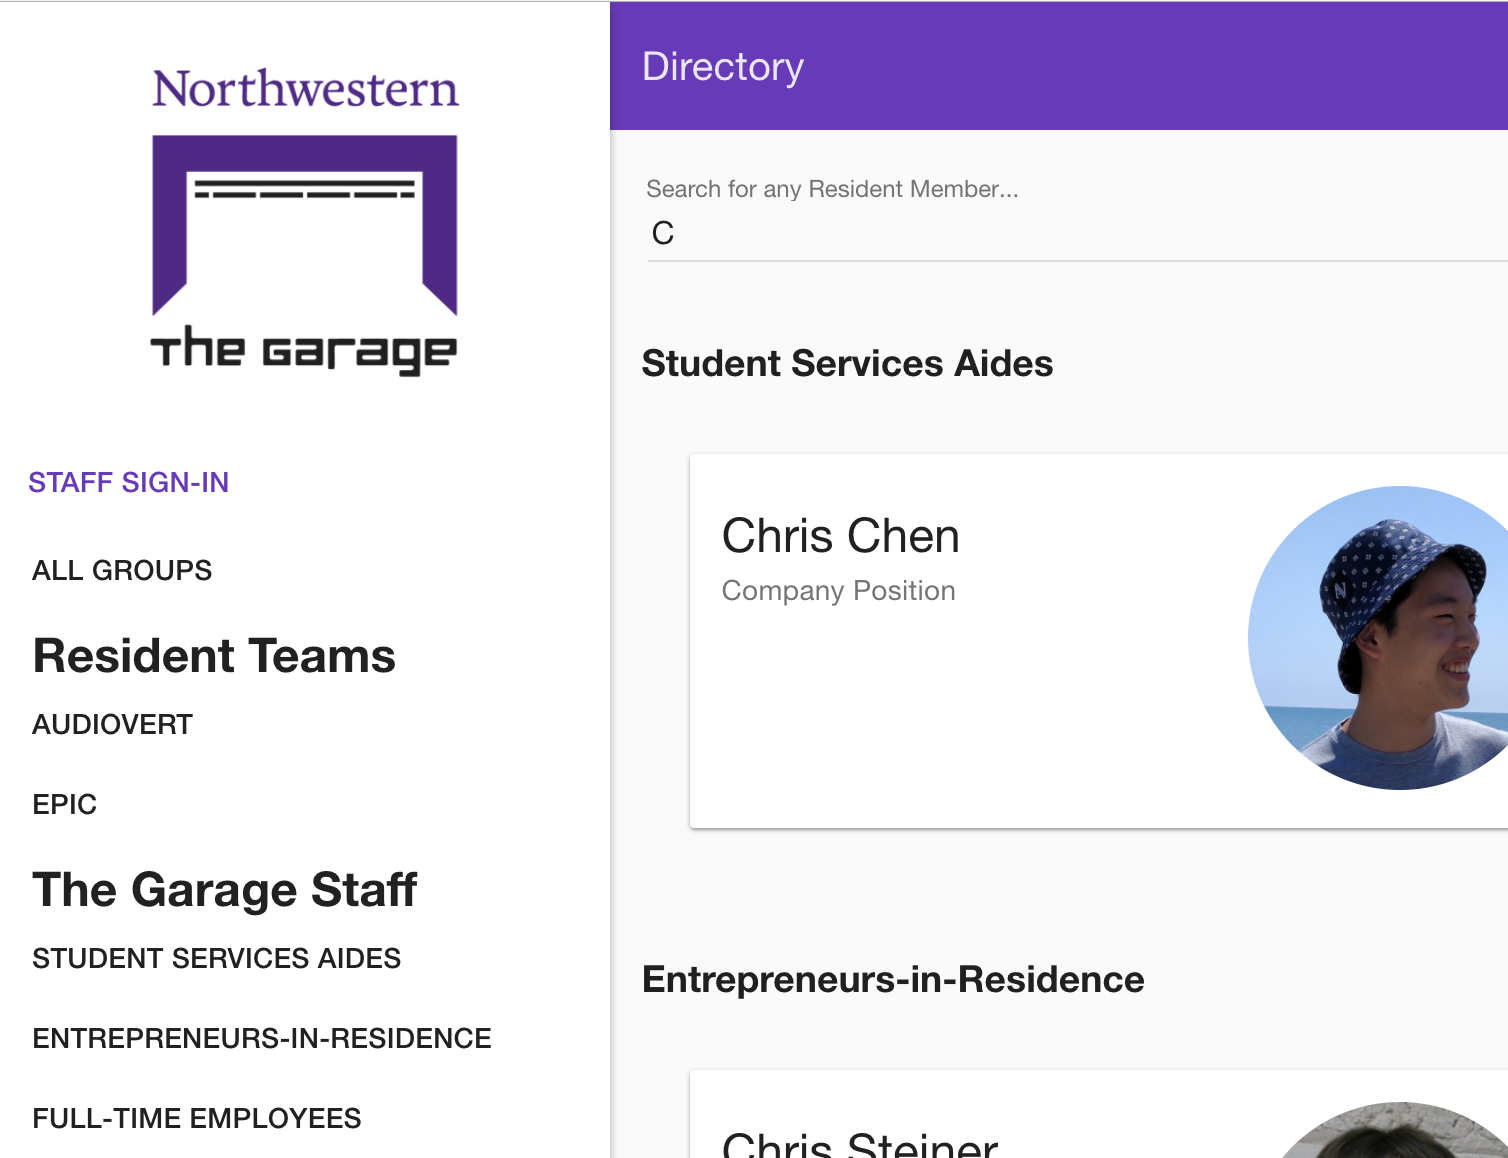 Northwestern
The Garage
STAFF SIGN-IN
ALL GROUPS
Resident Teams
AUDIOVERT
EPIC
The Garage Staff
STUDENT SERVICES AIDES
ENTREPRENEURS-IN-RESIDENCE
FULL-TIME EMPLOYEES
Directory
Search for any Resident Member...
C
Student Services Aides
Chris Chen
Company Position
N
Entrepreneurs-in-Residence
Chris Steiner